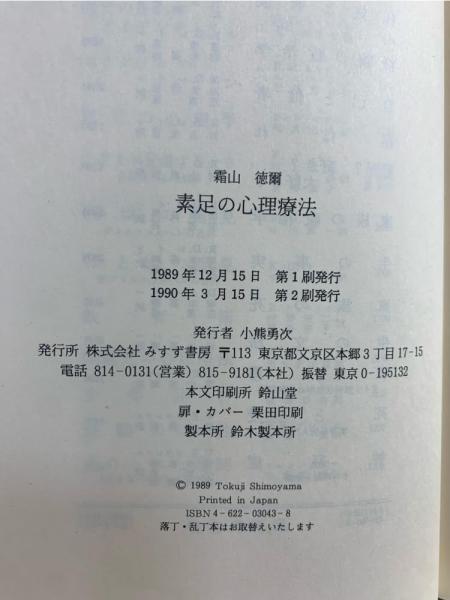 霜山 徳爾
素足の心理療法
1989年12月15日 第1刷発行
1990年3月15日 第2刷発行
発行者 小熊勇次
発行所 株式会社 みすず書房 〒113 東京都文京区本郷3丁目17-15
電話 814-0131(営業) 815-9181(本社) 振替 東京0-195132
本文印刷所 鈴山堂
扉・カバー 栗田印刷
製本所 鈴木製本所
© 1989 Tokuji Shimoyama
Printed in Japan
ISBN4-622-03043-8
落丁・乱丁本はお取替えいたします